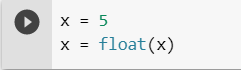 x = 5
x = float(x)